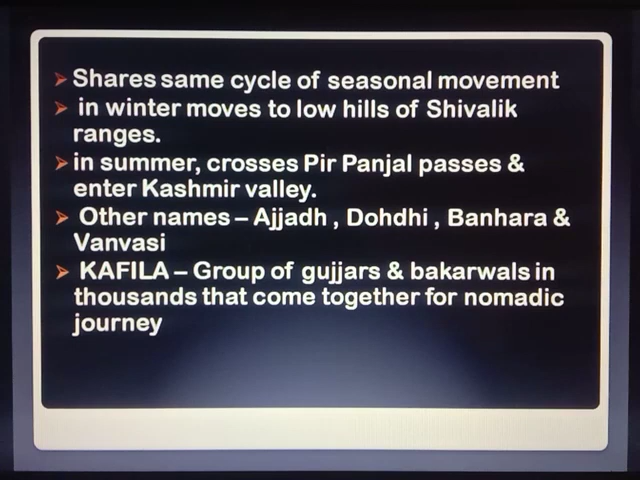 ➢ Shares same cycle of seasonal movement
➢ in winter moves to low hills of Shivalik
ranges.
➢ in summer, crosses Pir Panjal passes &
enter Kashmir valley.
➢ Other names – Ajjadh , Dohdhi , Banhara &
Vanvasi
➢ KAFILA – Group of gujjars & bakarwals in
thousands that come together for nomadic
journey